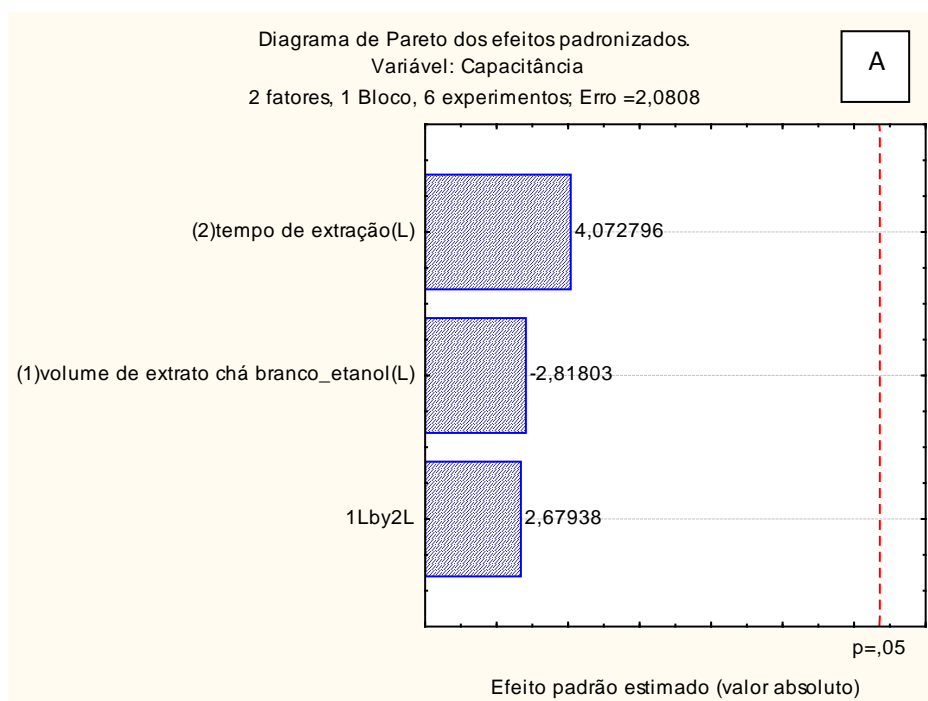 Diagrama de Pareto dos efeitos padronizados.
Variável: Capacitância
2 fatores, 1 Bloco, 6 experimentos; Erro =2,0808
A
(2)tempo de extração(L)
4,072796
(1)volume de extrato chá branco_etanol(L)
-2,81803
1Lby2L
2,67938
p=,05
Efeito padrão estimado (valor absoluto)